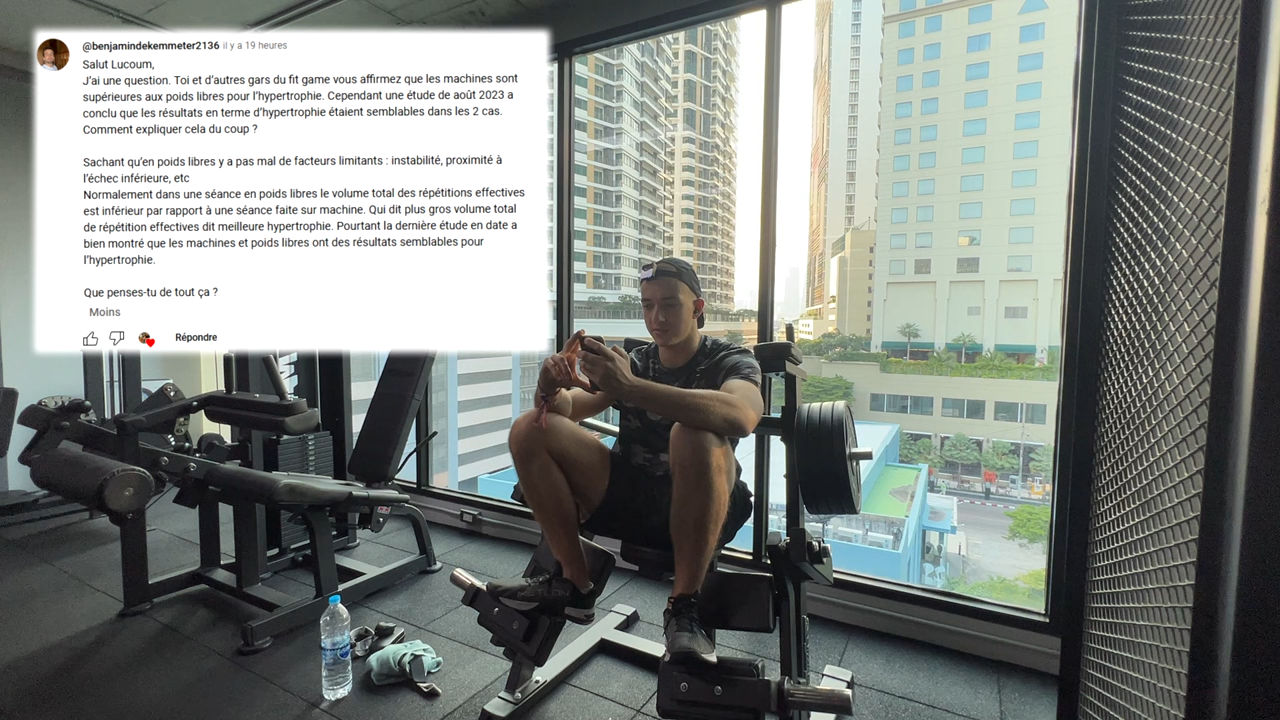 @benjamindekemmeter2136 il y a 19 heures
Salut Lucoum,
J'ai une question. Toi et d'autres gars du fit game vous affirmez que les machines sont
supérieures aux poids libres pour l'hypertrophie. Cependant une étude de août 2023 a
conclu que les résultats en terme d'hypertrophie étaient semblables dans les 2 cas.
Comment expliquer cela du coup ?
Sachant qu'en poids libres y a pas mal de facteurs limitants : instabilité, proximité à
l'échec inférieure, etc
Normalement dans une séance en poids libres le volume total des répétitions effectives
est inférieur par rapport à une séance faite sur machine. Qui dit plus gros volume total
de répétition effectives dit meilleure hypertrophie. Pourtant la dernière étude en date a
bien montré que les machines et poids libres ont des résultats semblables pour
l'hypertrophie.
Que penses-tu de tout ça ?
Moins
Répondre